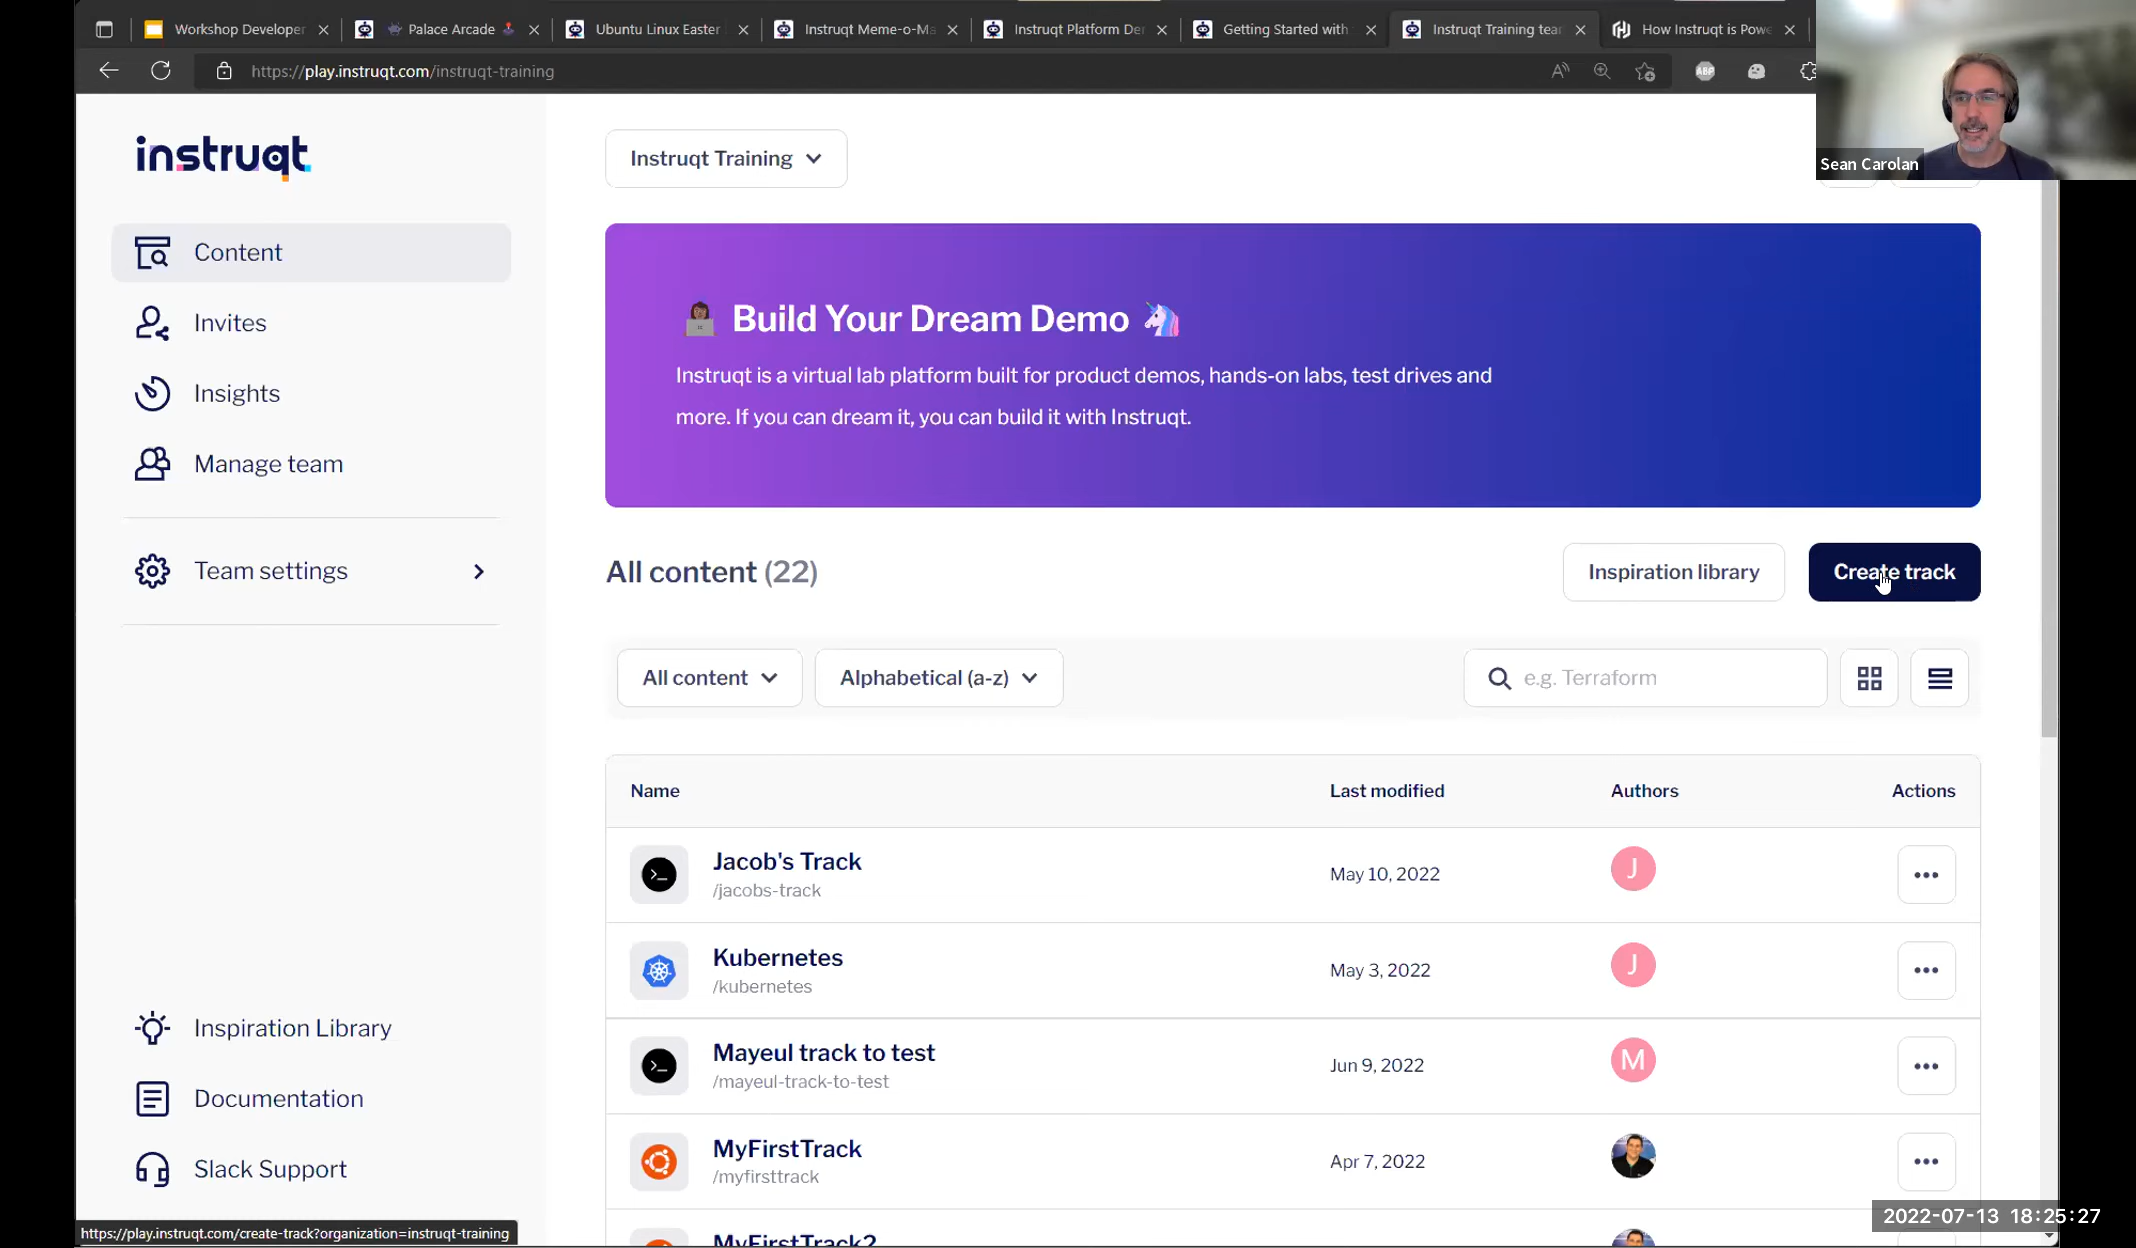 Workshop Developer
Palace Arcade
Ubuntu Linux Easter
Instruqt Meme-o-Ma
Instruqt Platform Der
Getting Started with
Instruqt Training tear
How Instruqt is Powe
https://play.instruqt.com/instruqt-training
ABP
Sean Carolan
instruqt
Instruqt Training
Content
Invites
Insights
Manage team
Team settings
Build Your Dream Demo
Instruqt is a virtual lab platform built for product demos, hands-on labs, test drives and
more. If you can dream it, you can build it with Instruqt.
All content (22)
Inspiration library
Create track
All content
Alphabetical (a-z)
e.g. Terraform
Name Last modified Authors Actions
Jacob's Track
/jacobs-track
May 10, 2022
J
Kubernetes
/kubernetes
May 3, 2022
J
Mayeul track to test
/mayeul-track-to-test
Jun 9, 2022
M
MyFirstTrack
/myfirsttrack
Apr 7, 2022
MyFirstTrack2
Inspiration Library
Documentation
Slack Support
https://play.instruqt.com/create-track?organization=instruqt-training
2022-07-13 18:25:27